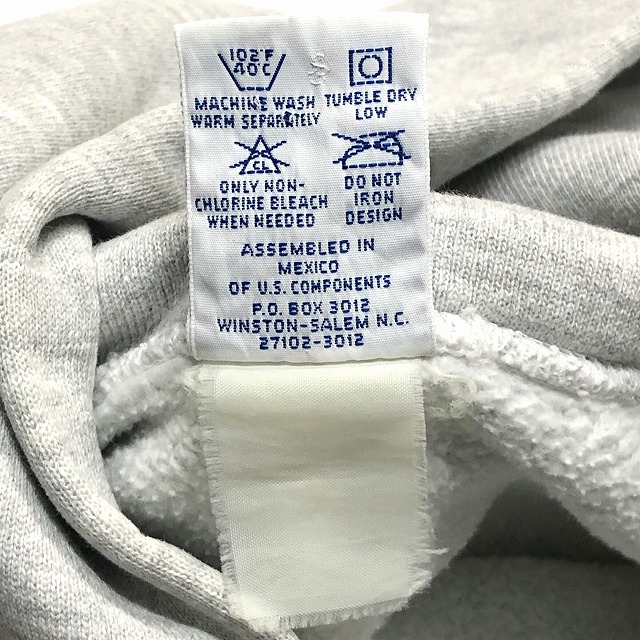 102°F
40°C
MACHINE WASH
WARM SEPARATELY
TUMBLE DRY
LOW
CL
ONLY NON-
CHLORINE BLEACH
WHEN NEEDED
DO NOT
IRON
DESIGN
ASSEMBLED IN
MEXICO
OF U.S. COMPONENTS
P.O. BOX 3012
WINSTON-SALEM N.C.
27102-3012